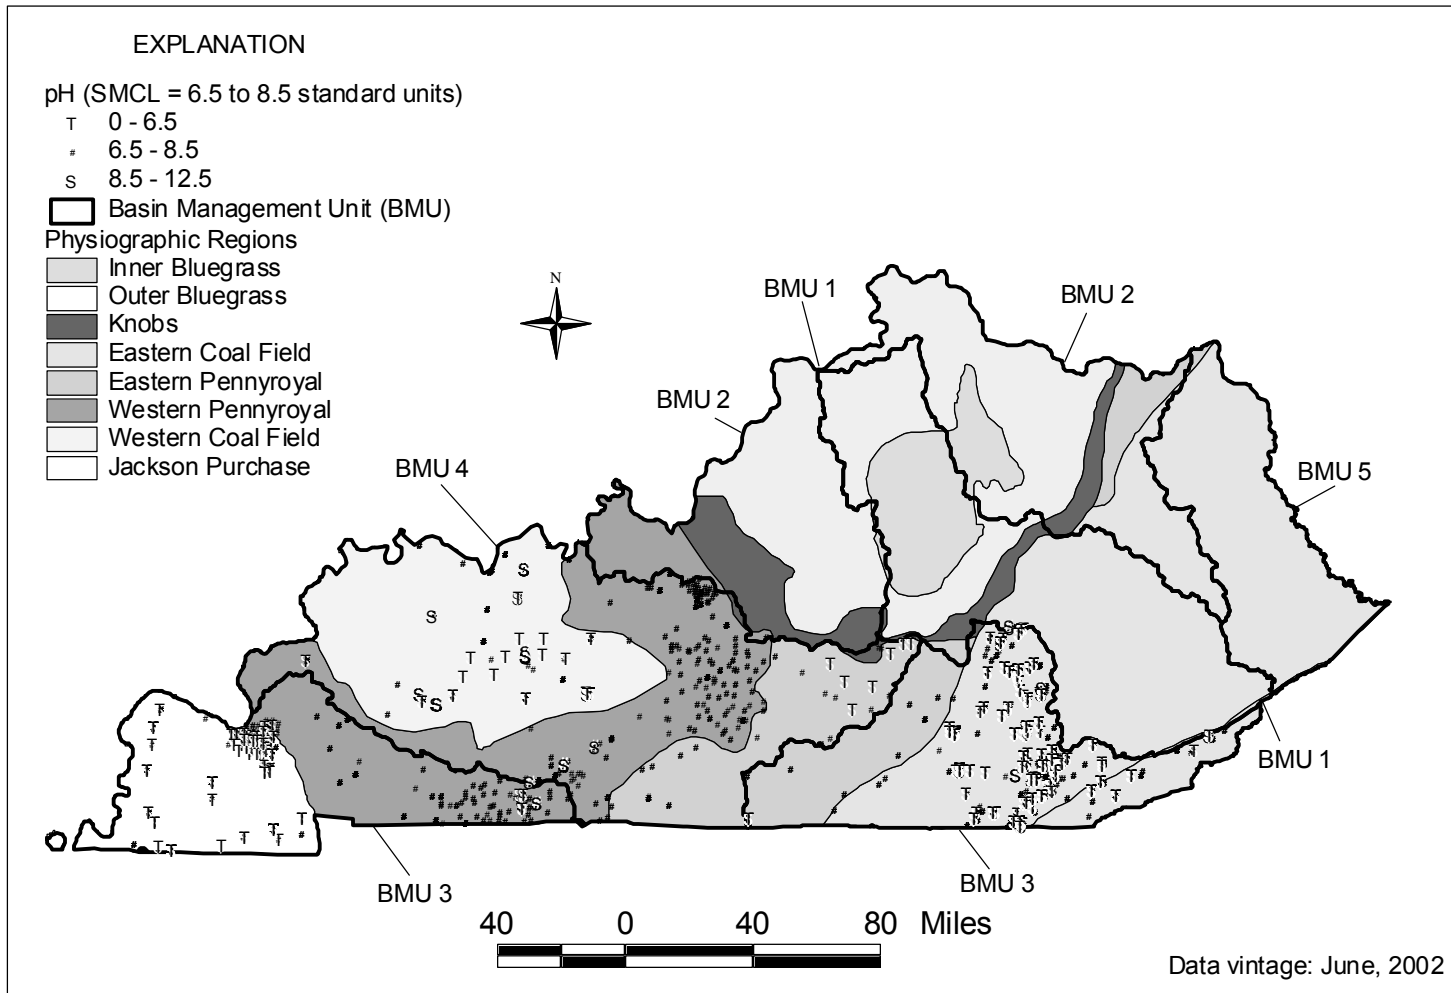 EXPLANATION
pH (SMCL = 6.5 to 8.5 standard units)
T 0 - 6.5
# 6.5 - 8.5
S 8.5 - 12.5
Basin Management Unit (BMU)
Physiographic Regions
Inner Bluegrass
Outer Bluegrass
Knobs
Eastern Coal Field
Eastern Pennyroyal
Western Pennyroyal
Western Coal Field
Jackson Purchase
N
BMU 1
BMU 2
BMU 2
BMU 4
BMU 5
BMU 1
BMU 3
BMU 3
40 0 40 80 Miles
Data vintage: June, 2002